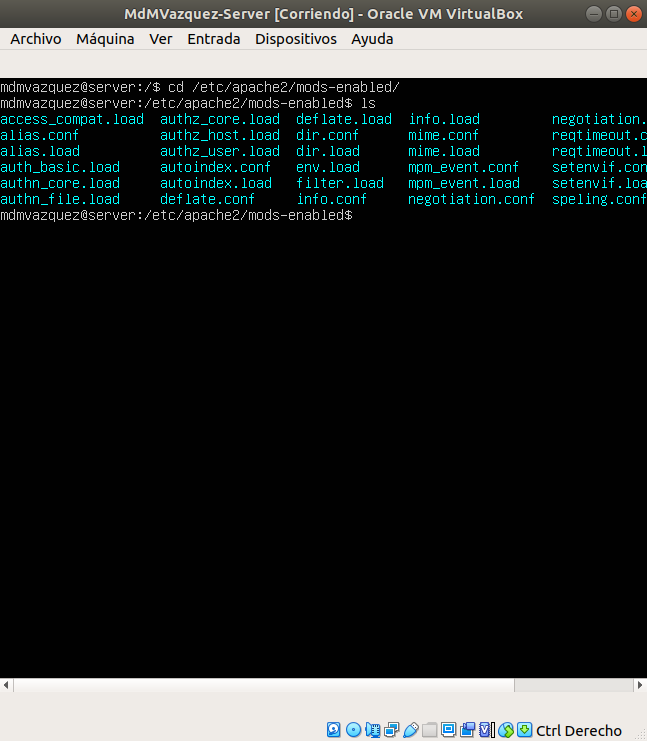 MdMVazquez-Server [Corriendo] - Oracle VM VirtualBox
Archivo Máquina Ver Entrada Dispositivos Ayuda
mdmvazquez@server:/$ cd /etc/apache2/mods-enabled/
mdmvazquez@server:/etc/apache2/mods-enabled$ ls
access_compat.load authz_core.load deflate.load info.load negotiation.
alias.conf authz_host.load dir.conf mime.conf reqtimeout.c
alias.load authz_user.load dir.load mime.load reqtimeout.l
auth_basic.load autoindex.conf env.load mpm_event.conf setenvif.con
authn_core.load autoindex.load filter.load mpm_event.load setenvif.loa
authn_file.load deflate.conf info.conf negotiation.conf speling.conf
mdmvazquez@server:/etc/apache2/mods-enabled$
Ctrl Derecho